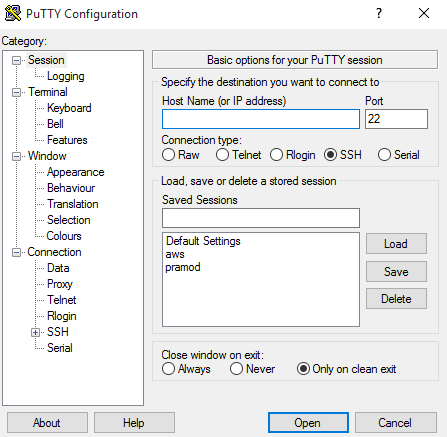 PuTTY Configuration
Category:
Session
Logging
Terminal
Keyboard
Bell
Features
Window
Appearance
Behaviour
Translation
Selection
Colours
Connection
Data
Proxy
Telnet
Rlogin
SSH
Serial
Basic options for your PuTTY session
Specify the destination you want to connect to
Host Name (or IP address) Port
22
Connection type:
Raw Telnet Rlogin SSH Serial
Load, save or delete a stored session
Saved Sessions
Default Settings
aws
pramod
Load
Save
Delete
Close window on exit:
Always Never Only on clean exit
About Help Open Cancel